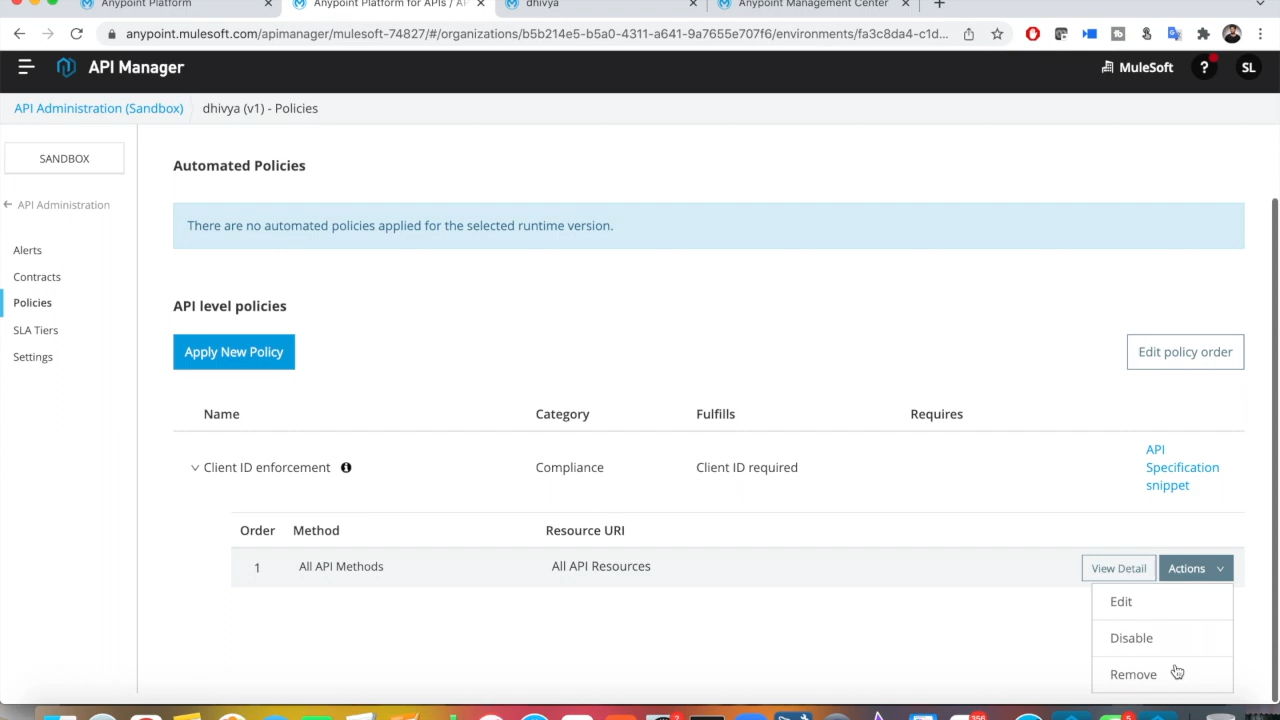 Anypoint Platform
Anypoint Platform for APIs / AP
dhivya
Anypoint Management Center
anypoint.mulesoft.com/apimanager/mulesoft-74827/#/organizations/b5b214e5-b5a0-4311-a641-9a7655e707f6/environments/fa3c8da4-c1d...
API Manager
MuleSoft
?
SL
API Administration (Sandbox)
dhivya (v1) - Policies
SANDBOX
API Administration
Alerts
Contracts
Policies
SLA Tiers
Settings
Automated Policies
There are no automated policies applied for the selected runtime version.
API level policies
Apply New Policy
Edit policy order
Name
Category
Fulfills
Requires
Client ID enforcement
Compliance
Client ID required
API
Specification
snippet
Order
Method
Resource URI
1
All API Methods
All API Resources
View Detail
Actions
Edit
Disable
Remove
2
356
5